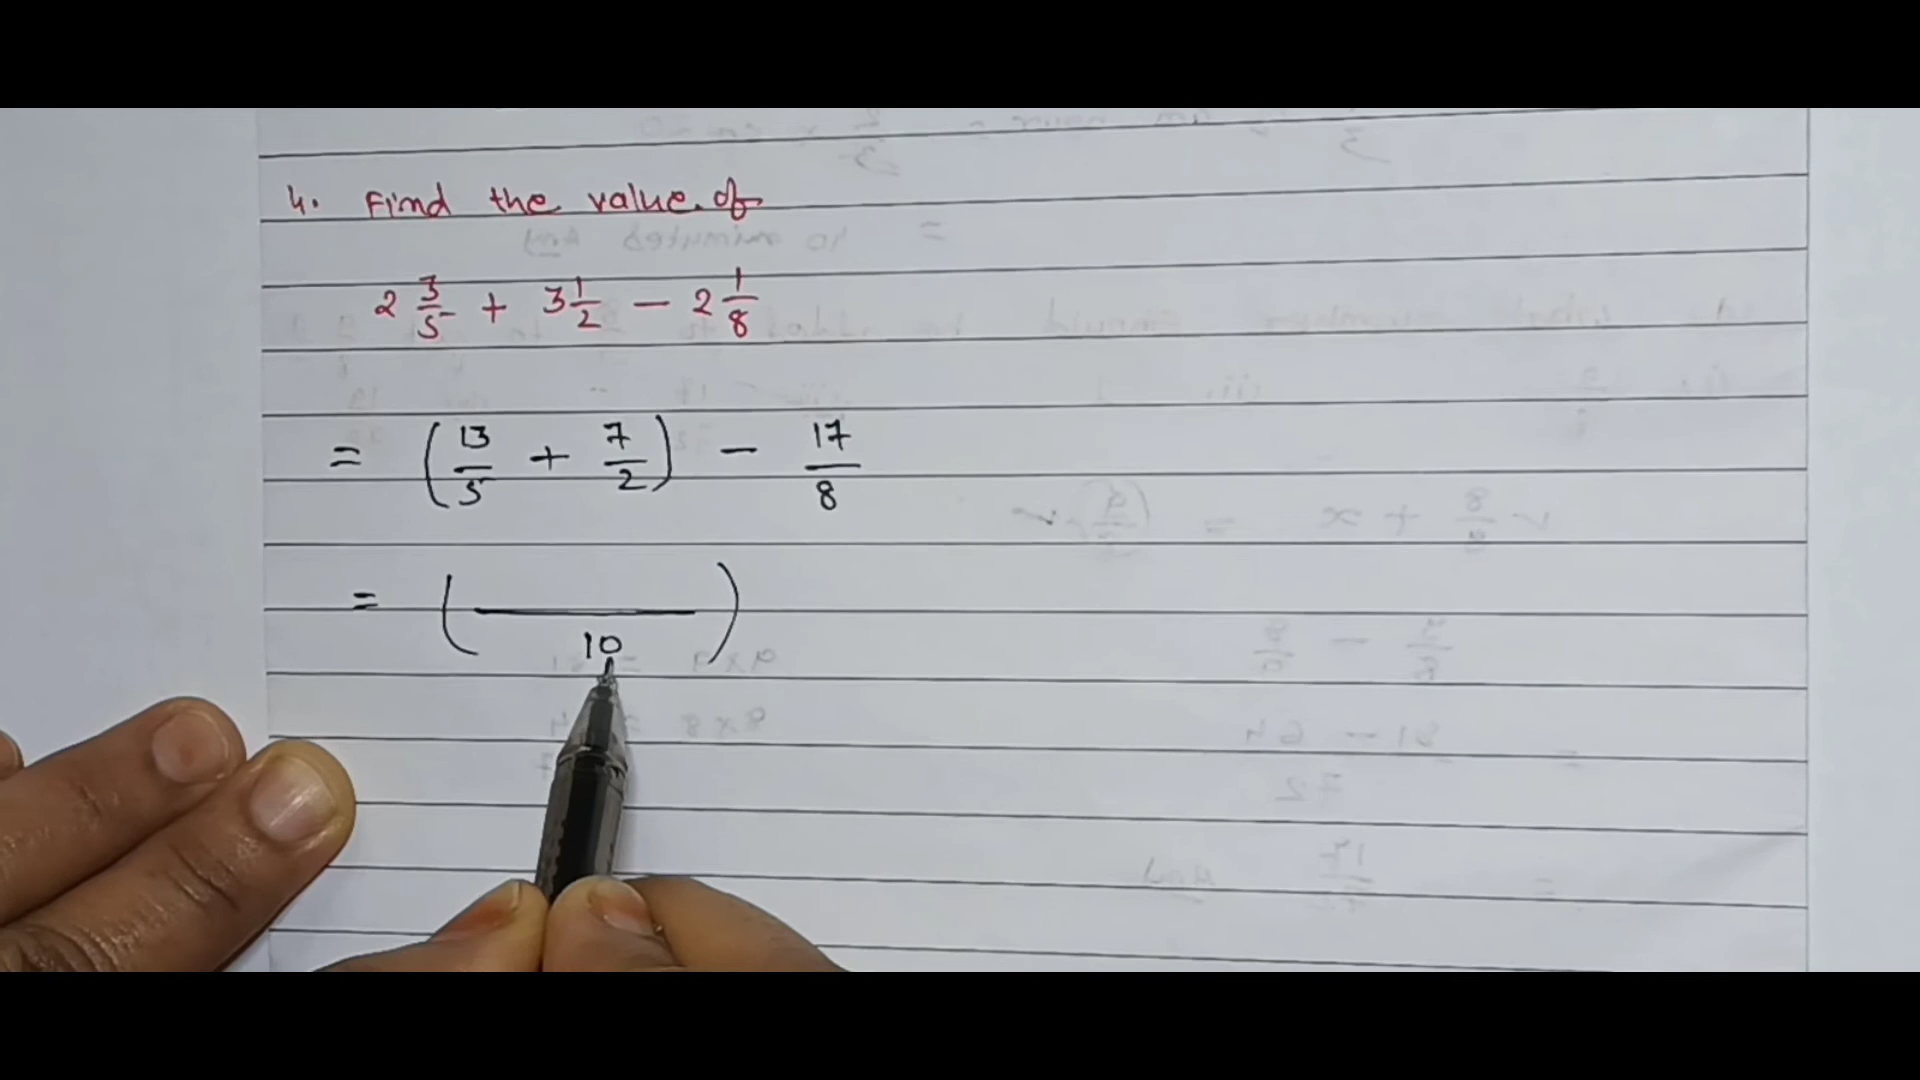 4. Find the value of
2 3/5 + 3 1/2 - 2 1/8
= (13/5 + 7/2) - 17/8
= ( /10 )